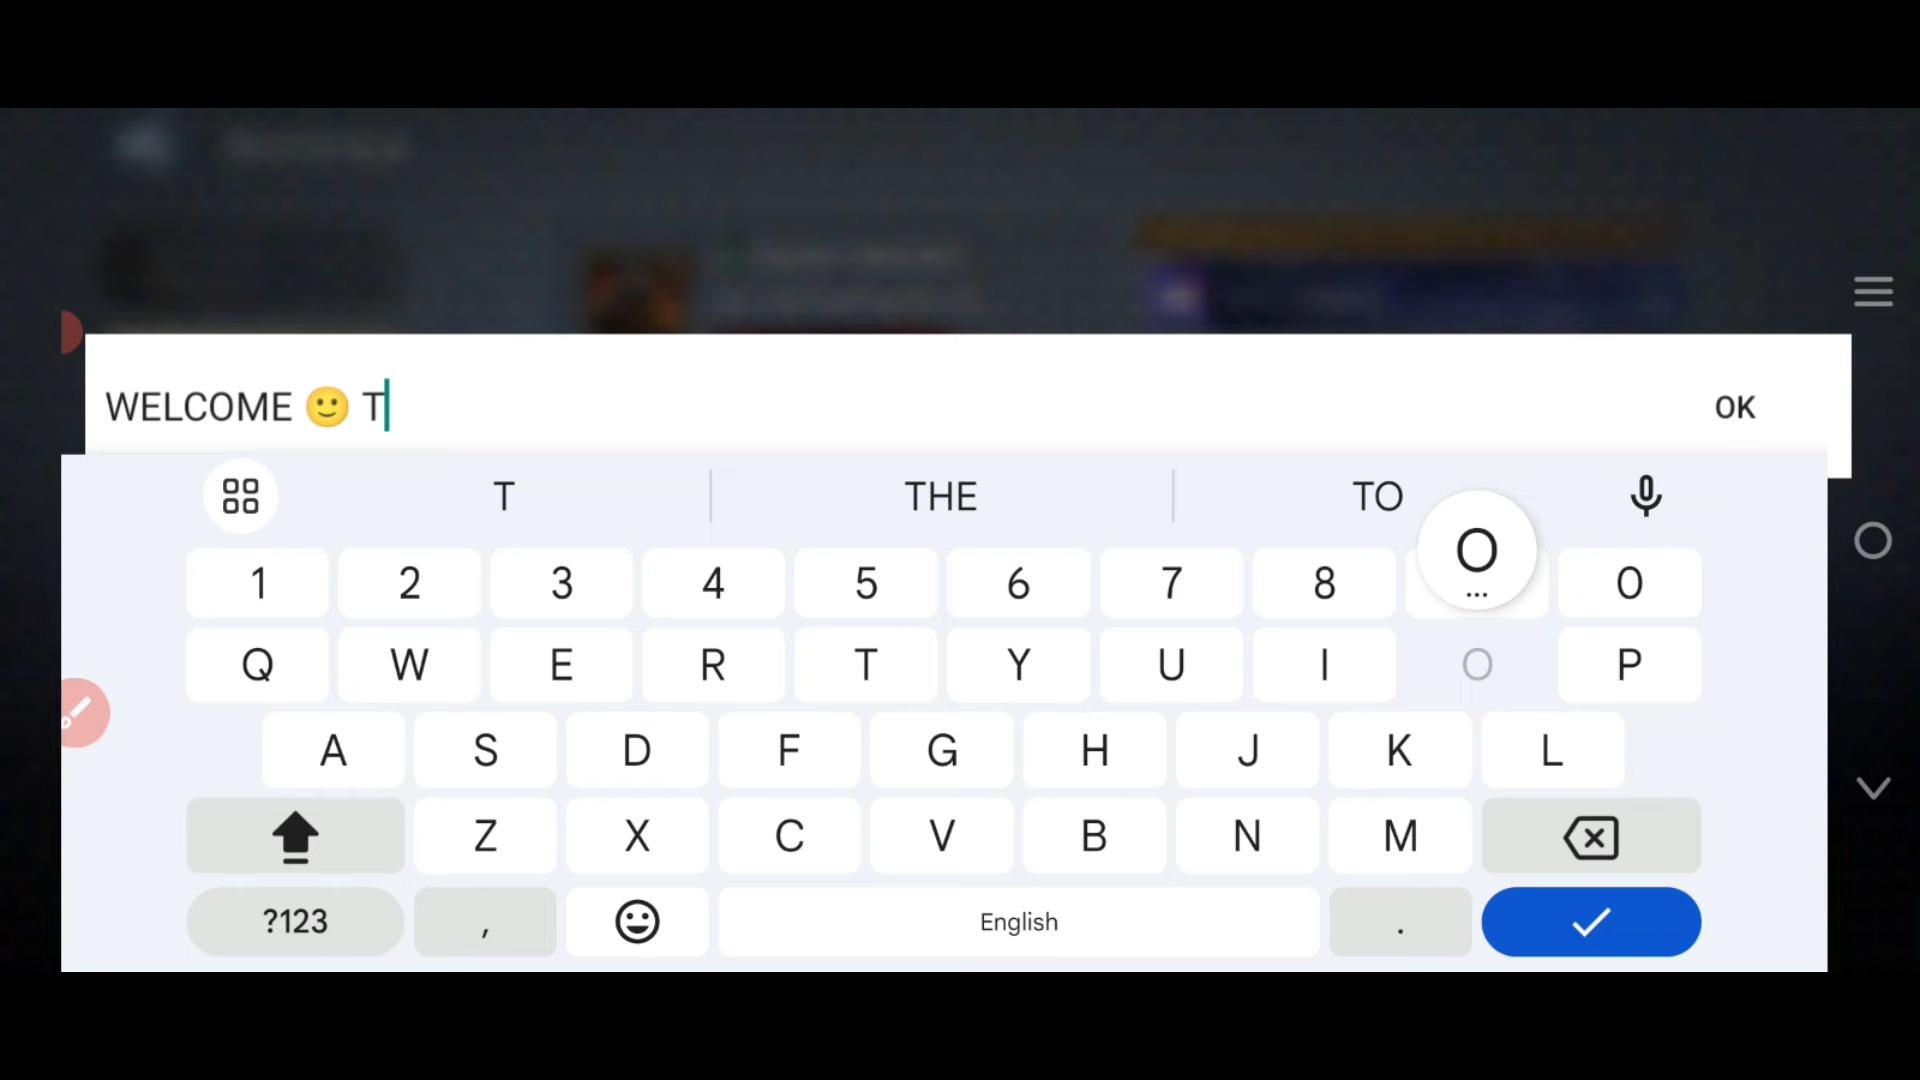 WELCOME 🙂 T
OK
T THE TO
O
...
1 2 3 4 5 6 7 8 0
Q W E R T Y U I O P
A S D F G H J K L
Z X C V B N M
?123 , English .